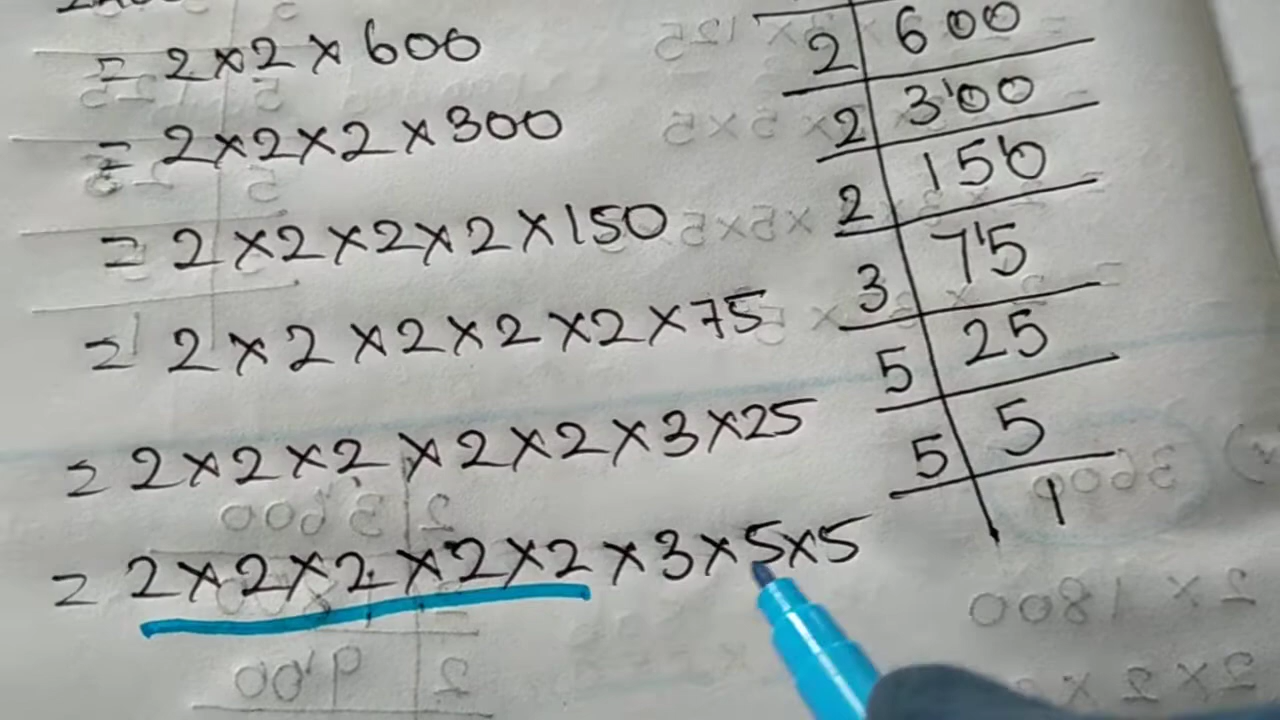 = 2×2×600
= 2×2×2×300
= 2×2×2×2×150
= 2×2×2×2×2×75
= 2×2×2×2×2×3×25
= 2×2×2×2×2×3×5×5
2 | 600
2 | 300
2 | 150
3 | 75
5 | 25
5 | 5
1